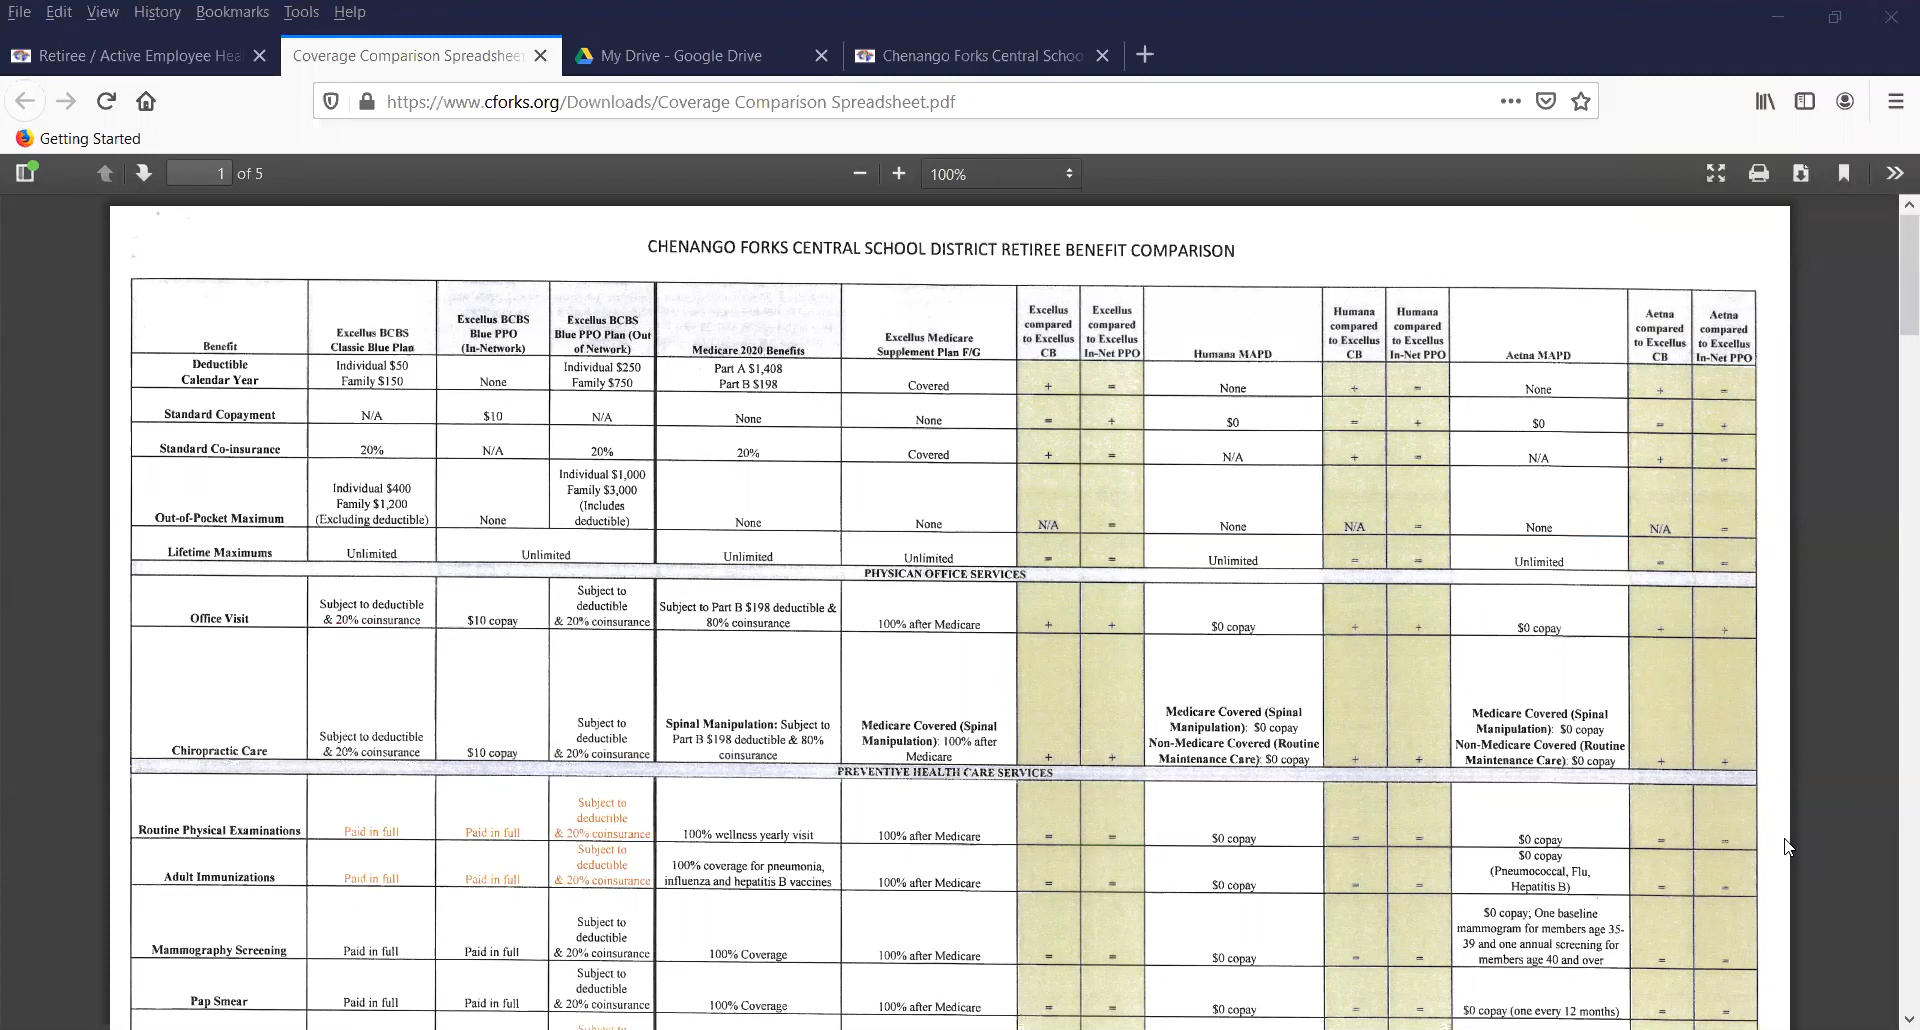 File Edit View History Bookmarks Tools Help
Retiree / Active Employee Hea
Coverage Comparison Spreadsheet
My Drive - Google Drive
Chenango Forks Central Schoo
https://www.cforks.org/Downloads/Coverage Comparison Spreadsheet.pdf
Getting Started
1 of 5
100%
CHENANGO FORKS CENTRAL SCHOOL DISTRICT RETIREE BENEFIT COMPARISON
Benefit
Excellus BCBS
Classic Blue Plan
Excellus BCBS
Blue PPO
(In-Network)
Excellus BCBS
Blue PPO Plan (Out
of Network)
Medicare 2020 Benefits
Excellus Medicare
Supplement Plan F/G
Excellus
compared
to Excellus
CB
Excellus
compared
to Excellus
In-Net PPO
Humana MAPD
Humana
compared
to Excellus
CB
Humana
compared
to Excellus
In-Net PPO
Aetna MAPD
Aetna
compared
to Excellus
CB
Aetna
compared
to Excellus
In-Net PPO
Deductible
Calendar Year
Individual $50
Family $150
None
Individual $250
Family $750
Part A $1,408
Part B $198
Covered
+
=
None
+
=
None
+
=
Standard Copayment
N/A
$10
N/A
None
None
=
+
$0
=
+
$0
=
+
Standard Co-insurance
20%
N/A
20%
20%
Covered
+
=
N/A
+
=
N/A
+
=
Out-of-Pocket Maximum
Individual $400
Family $1,200
(Excluding deductible)
None
Individual $1,000
Family $3,000
(Includes
deductible)
None
None
N/A
=
None
N/A
=
None
N/A
=
Lifetime Maximums
Unlimited
Unlimited
Unlimited
Unlimited
=
=
Unlimited
=
=
Unlimited
=
=
PHYSICAN OFFICE SERVICES
Office Visit
Subject to deductible
& 20% coinsurance
$10 copay
Subject to
deductible
& 20% coinsurance
Subject to Part B $198 deductible &
80% coinsurance
100% after Medicare
+
+
$0 copay
+
+
$0 copay
+
+
Chiropractic Care
Subject to deductible
& 20% coinsurance
$10 copay
Subject to
deductible
& 20% coinsurance
Spinal Manipulation: Subject to
Part B $198 deductible & 80%
coinsurance
Medicare Covered (Spinal
Manipulation): 100% after
Medicare
+
+
Medicare Covered (Spinal
Manipulation): $0 copay
Non-Medicare Covered (Routine
Maintenance Care): $0 copay
+
+
Medicare Covered (Spinal
Manipulation): $0 copay
Non-Medicare Covered (Routine
Maintenance Care): $0 copay
+
+
PREVENTIVE HEALTH CARE SERVICES
Routine Physical Examinations
Paid in full
Paid in full
Subject to
deductible
& 20% coinsurance
100% wellness yearly visit
100% after Medicare
=
=
$0 copay
=
=
$0 copay
=
=
Adult Immunizations
Paid in full
Paid in full
Subject to
deductible
& 20% coinsurance
100% coverage for pneumonia,
influenza and hepatitis B vaccines
100% after Medicare
=
=
$0 copay
=
=
$0 copay
(Pneumococcal, Flu,
Hepatitis B)
=
=
Mammography Screening
Paid in full
Paid in full
Subject to
deductible
& 20% coinsurance
100% Coverage
100% after Medicare
=
=
$0 copay
=
=
$0 copay; One baseline
mammogram for members age 35-
39 and one annual screening for
members age 40 and over
=
=
Pap Smear
Paid in full
Paid in full
Subject to
deductible
& 20% coinsurance
100% Coverage
100% after Medicare
=
=
$0 copay
=
=
$0 copay (one every 12 months)
=
=